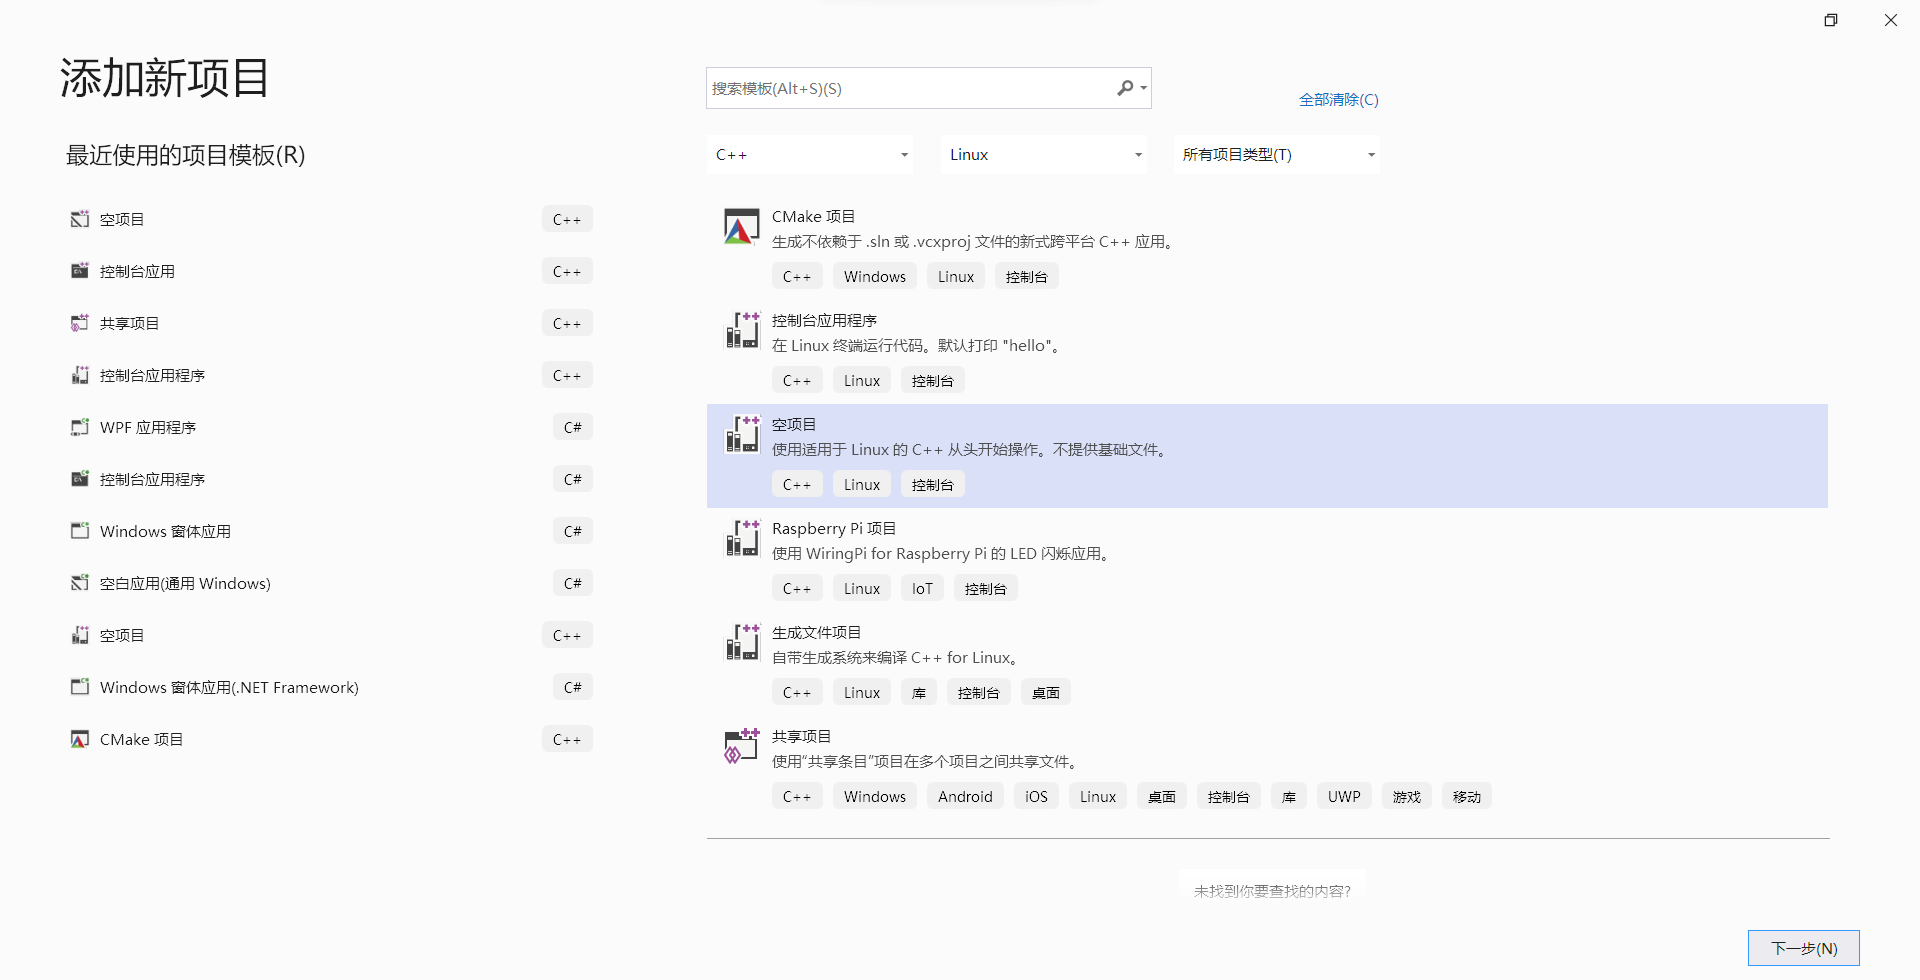 添加新项目
最近使用的项目模板(R)
空项目 C++
控制台应用 C++
共享项目 C++
控制台应用程序 C++
WPF 应用程序 C#
控制台应用程序 C#
Windows 窗体应用 C#
空白应用(通用 Windows) C#
空项目 C++
Windows 窗体应用(.NET Framework) C#
CMake 项目 C++
搜索模板(Alt+S)(S)
全部清除(C)
C++ Linux 所有项目类型(T)
CMake 项目
生成不依赖于 .sln 或 .vcxproj 文件的新式跨平台 C++ 应用。
C++ Windows Linux 控制台
控制台应用程序
在 Linux 终端运行代码。默认打印 "hello"。
C++ Linux 控制台
空项目
使用适用于 Linux 的 C++ 从头开始操作。不提供基础文件。
C++ Linux 控制台
Raspberry Pi 项目
使用 WiringPi for Raspberry Pi 的 LED 闪烁应用。
C++ Linux IoT 控制台
生成文件项目
自带生成系统来编译 C++ for Linux。
C++ Linux 库 控制台 桌面
共享项目
使用“共享条目”项目在多个项目之间共享文件。
C++ Windows Android iOS Linux 桌面 控制台 库 UWP 游戏 移动
未找到你要查找的内容?
下一步(N)